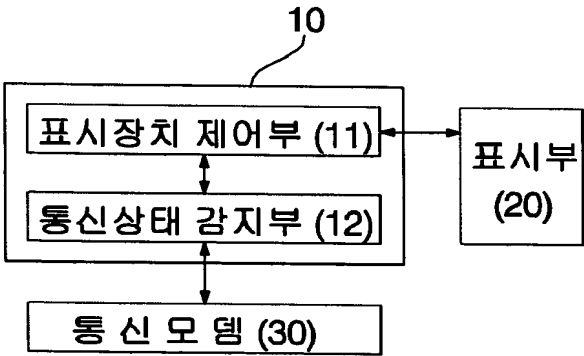 10
표시장치 제어부 (11)
표시부
(20)
통신상태 감지부 (12)
통 신 모 뎀 (30)